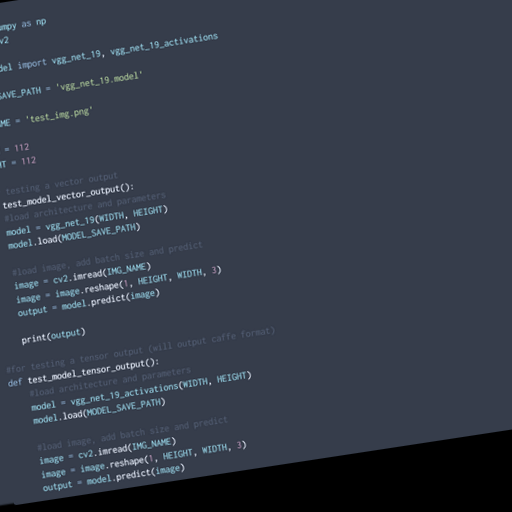 umpy as np
v2
del import vgg_net_19, vgg_net_19_activations
SAVE_PATH = 'vgg_net_19.model'
ME = 'test_img.png'
= 112
HT = 112
testing a vector output
test_model_vector_output():
#load architecture and parameters
model = vgg_net_19(WIDTH, HEIGHT)
model.load(MODEL_SAVE_PATH)
#load image, add batch size and predict
image = cv2.imread(IMG_NAME)
image = image.reshape(1, HEIGHT, WIDTH, 3)
output = model.predict(image)
print(output)
#for testing a tensor output (will output caffe format)
def test_model_tensor_output():
#load architecture and parameters
model = vgg_net_19_activations(WIDTH, HEIGHT)
model.load(MODEL_SAVE_PATH)
#load image, add batch size and predict
image = cv2.imread(IMG_NAME)
image = image.reshape(1, HEIGHT, WIDTH, 3)
output = model.predict(image)